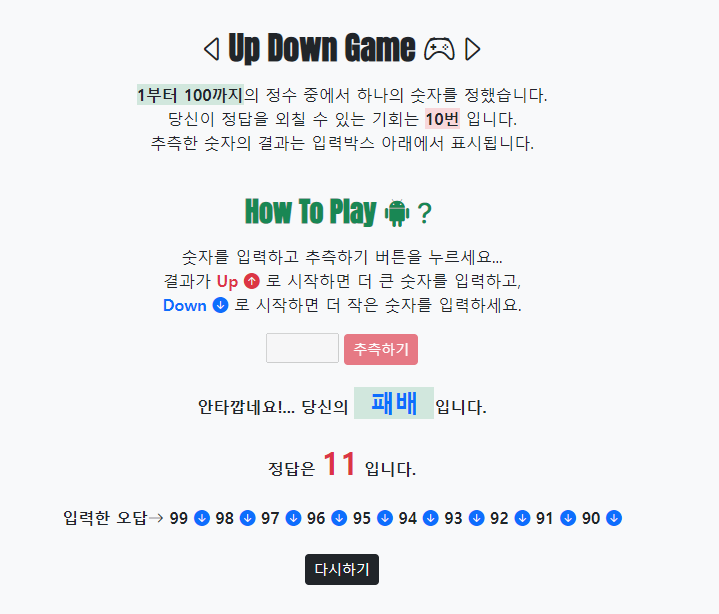 Up Down Game
1부터 100까지의 정수 중에서 하나의 숫자를 정했습니다.
당신이 정답을 외칠 수 있는 기회는 10번 입니다.
추측한 숫자의 결과는 입력박스 아래에서 표시됩니다.
How To Play ?
숫자를 입력하고 추측하기 버튼을 누르세요...
결과가 Up ↑ 로 시작하면 더 큰 숫자를 입력하고,
Down ↓ 로 시작하면 더 작은 숫자를 입력하세요.
추측하기
안타깝네요!... 당신의 패배 입니다.
정답은 11 입니다.
입력한 오답→ 99 ↓ 98 ↓ 97 ↓ 96 ↓ 95 ↓ 94 ↓ 93 ↓ 92 ↓ 91 ↓ 90 ↓
다시하기